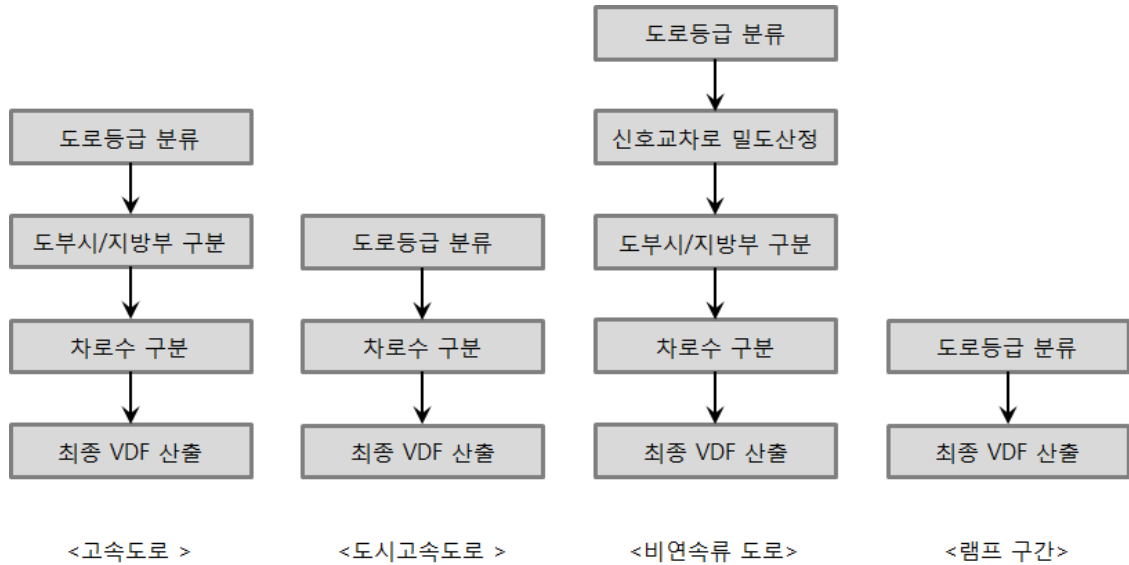 도로등급 분류
도부시/지방부 구분
차로수 구분
최종 VDF 산출
<고속도로 >
도로등급 분류
차로수 구분
최종 VDF 산출
<도시고속도로 >
도로등급 분류
신호교차로 밀도산정
도부시/지방부 구분
차로수 구분
최종 VDF 산출
<비연속류 도로>
도로등급 분류
최종 VDF 산출
<램프 구간>